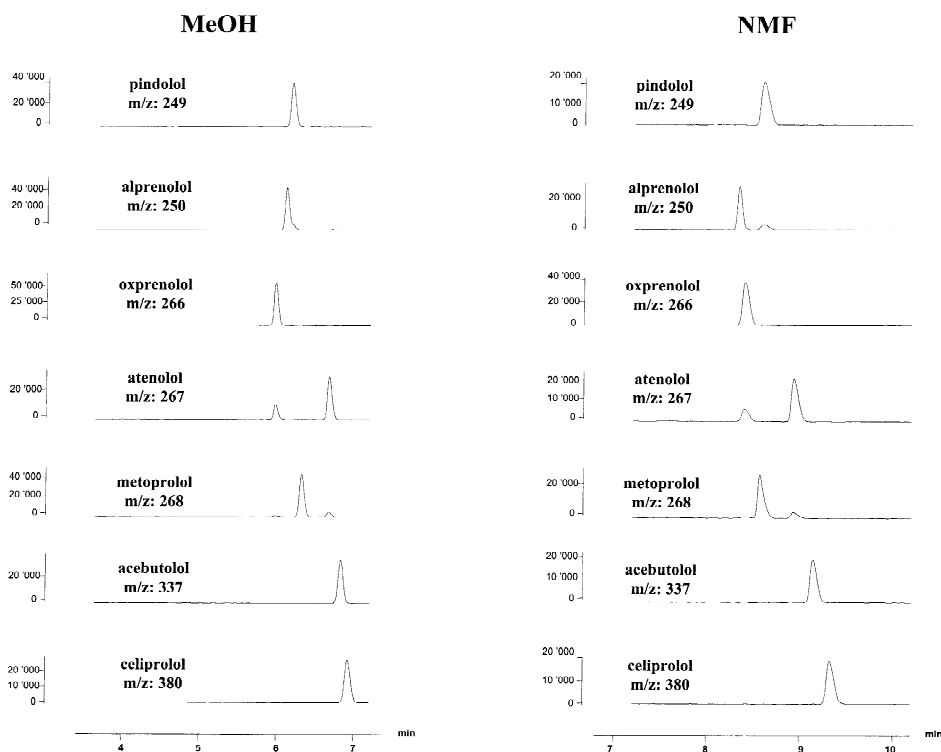 MeOH
40 '000
20 '000
0
pindolol
m/z: 249
40 '000
20 '000
0
alprenolol
m/z: 250
50 '000
25 '000
0
oxprenolol
m/z: 266
20 '000
0
atenolol
m/z: 267
40 '000
20 '000
0
metoprolol
m/z: 268
20 '000
0
acebutolol
m/z: 337
20 '000
10 '000
0
celiprolol
m/z: 380
4
5
6
7
min
NMF
20 '000
10 '000
0
pindolol
m/z: 249
20 '000
0
alprenolol
m/z: 250
40 '000
20 '000
0
oxprenolol
m/z: 266
20 '000
10 '000
0
atenolol
m/z: 267
20 '000
0
metoprolol
m/z: 268
20 '000
10 '000
0
acebutolol
m/z: 337
20 '000
10 '000
0
celiprolol
m/z: 380
7
8
9
10
min